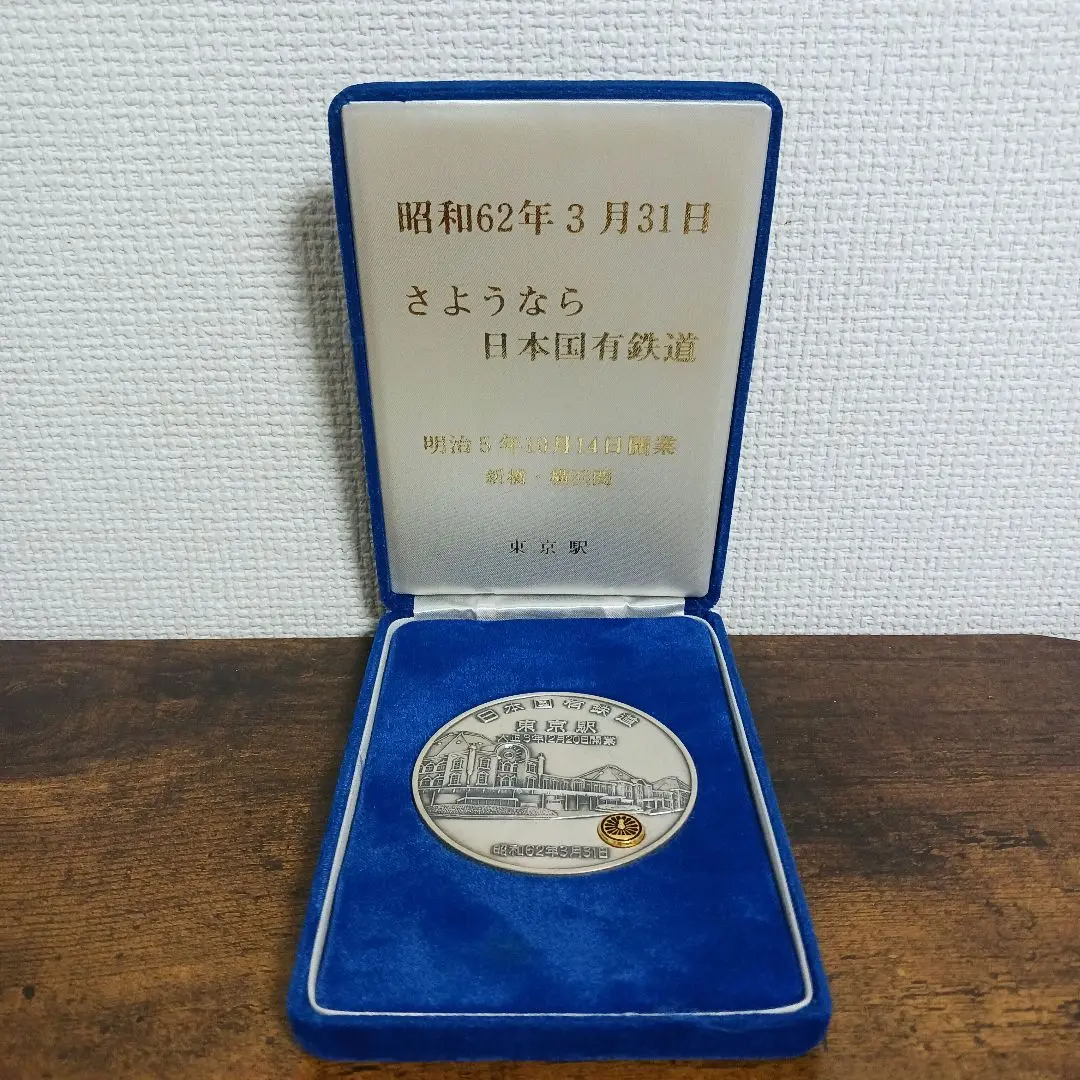 昭和62年3月31日
さようなら
日本国有鉄道
明治5年10月14日開業
新橋・横浜間
東京駅
日本国有鉄道
東京駅
大正3年12月20日開業
昭和62年3月31日